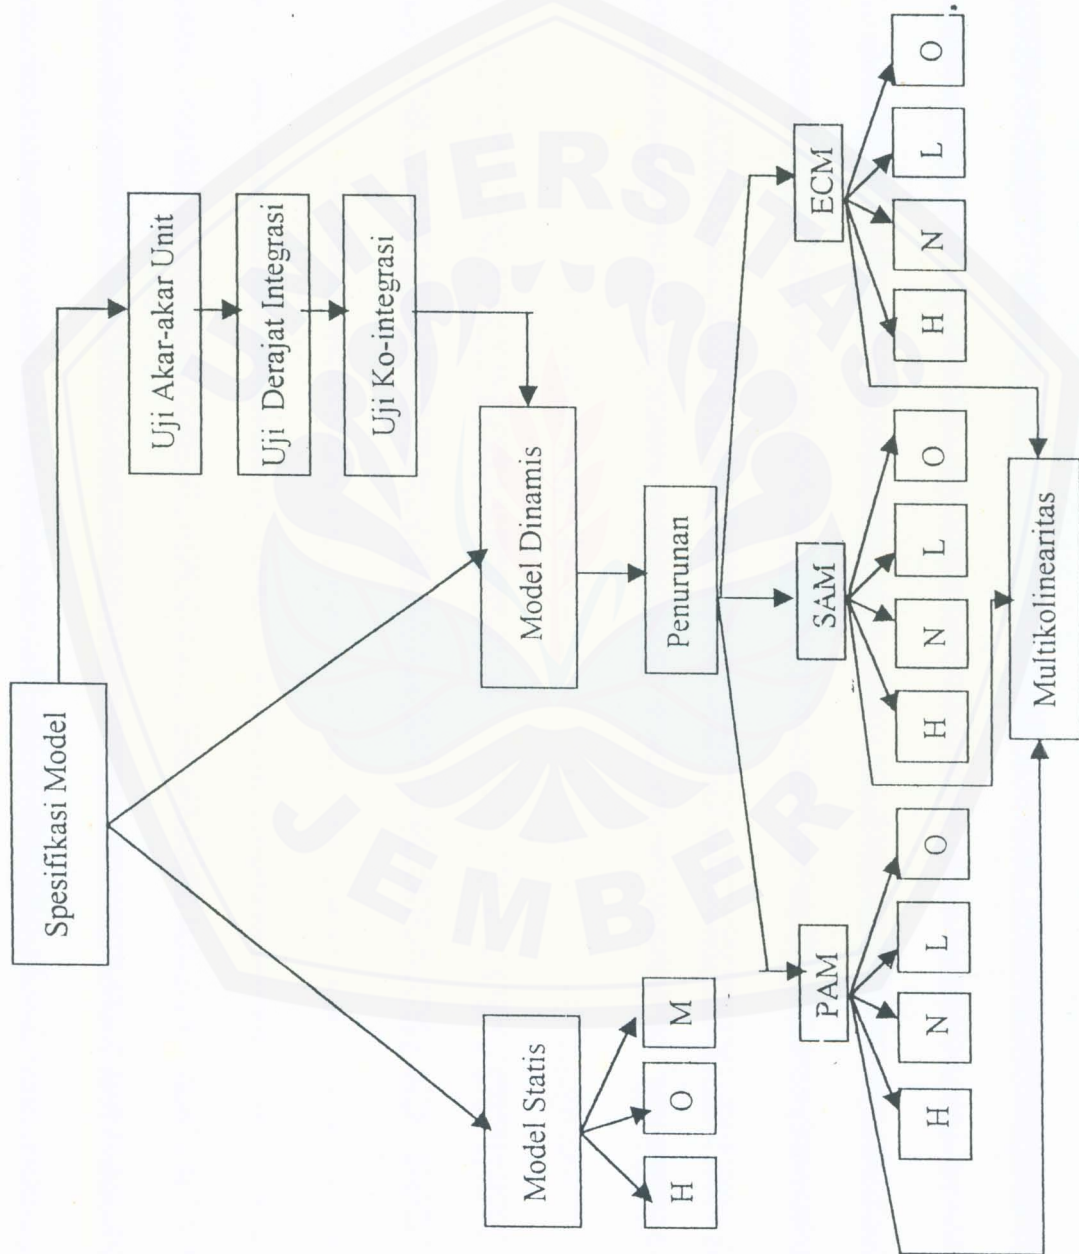 Spesifikasi Model
Uji Akar-akar Unit
Uji Derajat Integrasi
Uji Ko-integrasi
Model Statis
Model Dinamis
H
O
M
Penurunan
PAM
SAM
ECM
H
N
L
O
H
N
L
O
H
N
L
O
Multikolinearitas
UNIVERSITAS
JEMBER